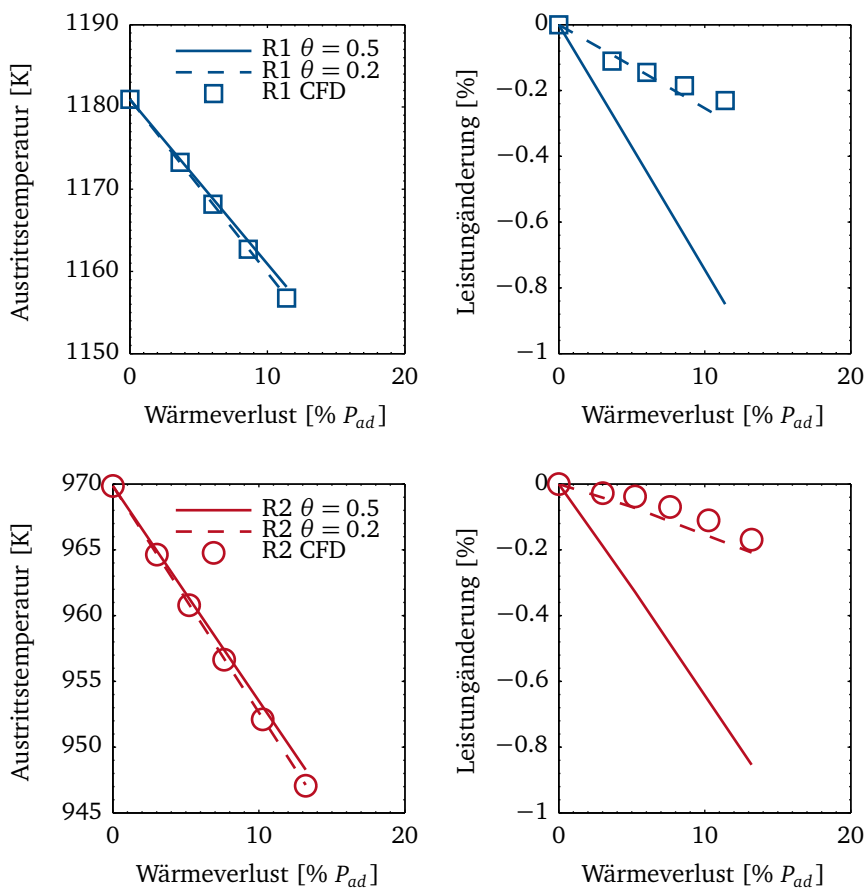 1190
1180
1170
1160
1150
Austrittstemperatur [K]
R1 θ = 0.5
R1 θ = 0.2
R1 CFD
0 10 20
Wärmeverlust [% P_ad]
0
−0.2
−0.4
−0.6
−0.8
−1
Leistungänderung [%]
0 10 20
Wärmeverlust [% P_ad]
970
965
960
955
950
945
Austrittstemperatur [K]
R2 θ = 0.5
R2 θ = 0.2
R2 CFD
0 10 20
Wärmeverlust [% P_ad]
0
−0.2
−0.4
−0.6
−0.8
−1
Leistungänderung [%]
0 10 20
Wärmeverlust [% P_ad]